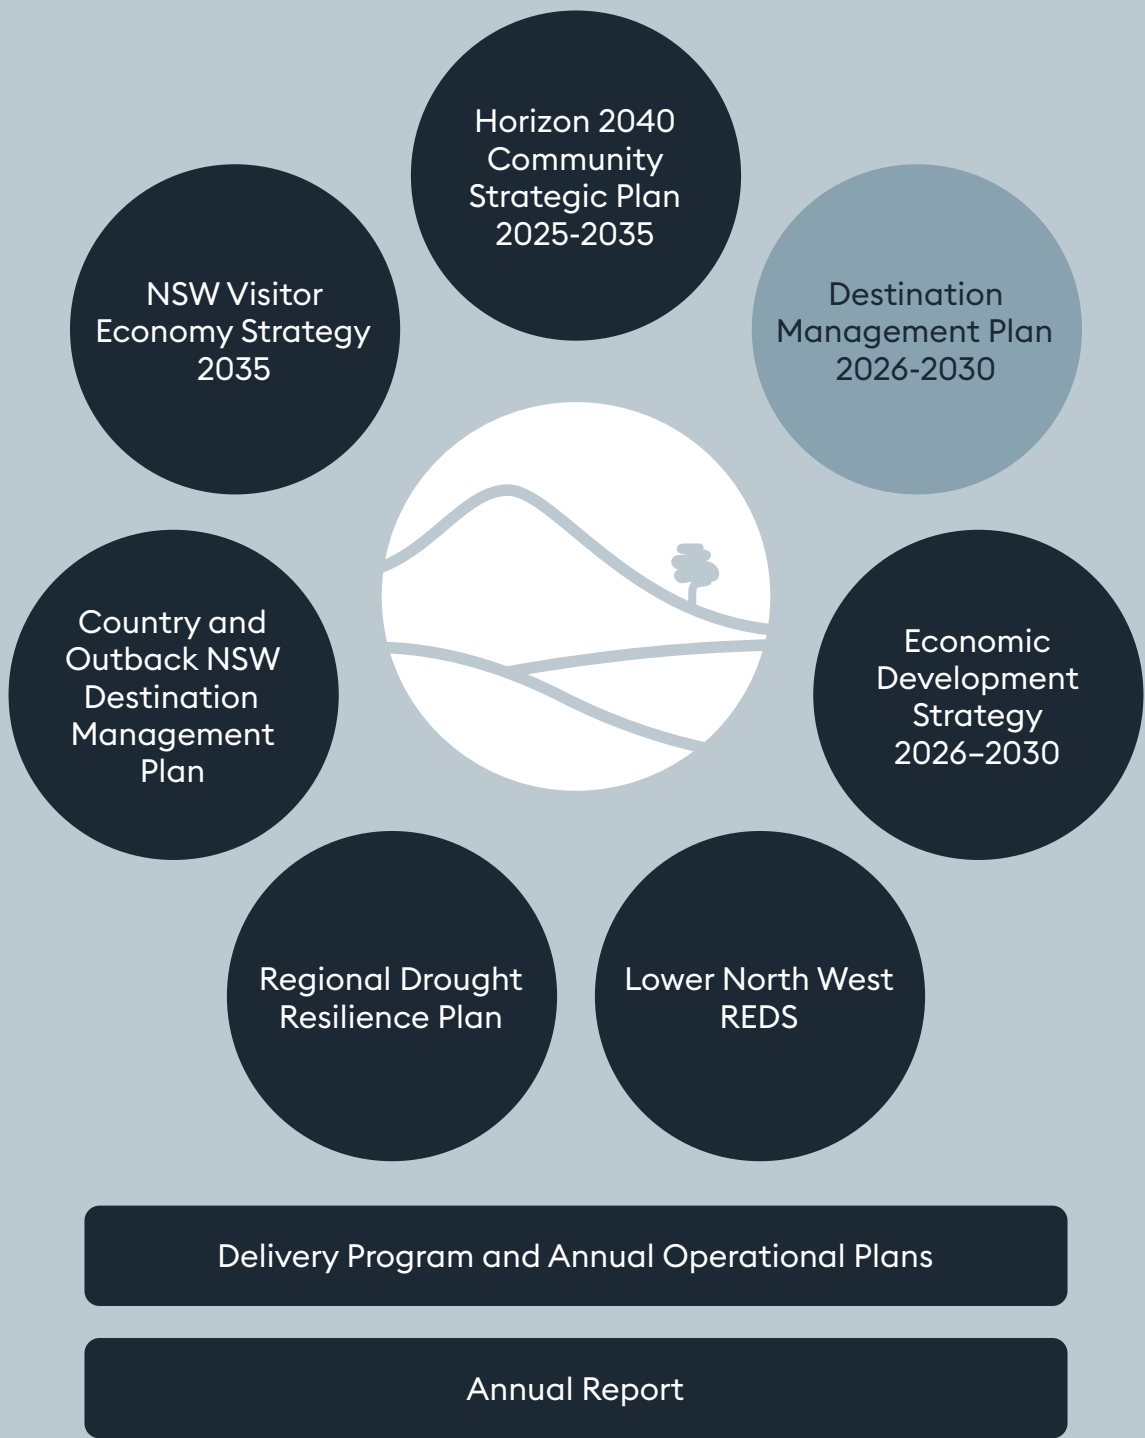 Horizon 2040
Community
Strategic Plan
2025-2035
NSW Visitor
Economy Strategy
2035
Destination
Management Plan
2026-2030
Country and
Outback NSW
Destination
Management
Plan
Economic
Development
Strategy
2026–2030
Regional Drought
Resilience Plan
Lower North West
REDS
Delivery Program and Annual Operational Plans
Annual Report